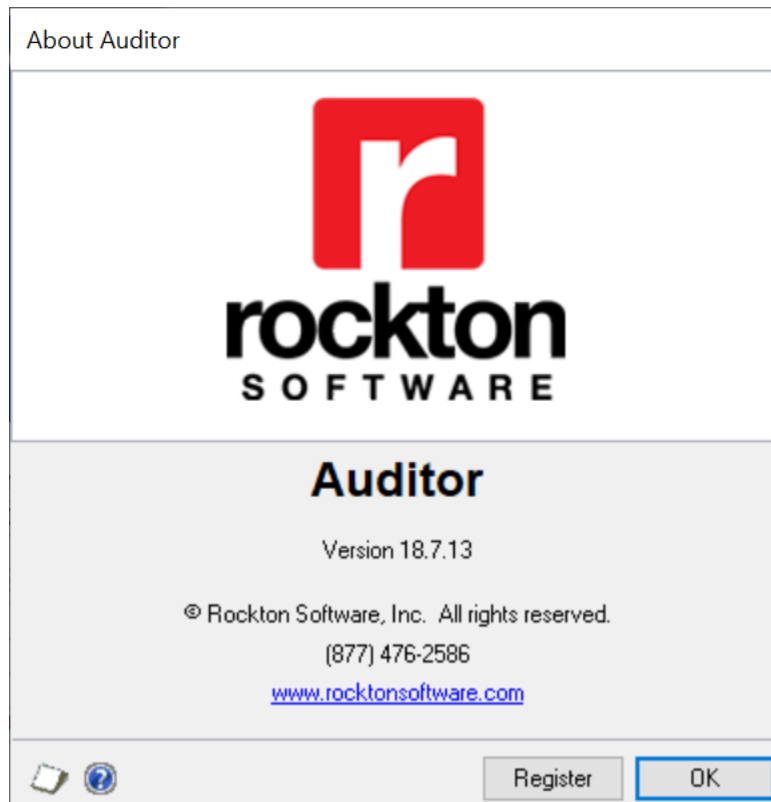 About Auditor
r
rockton
SOFTWARE
Auditor
Version 18.7.13
© Rockton Software, Inc. All rights reserved.
(877) 476-2586
www.rocktonsoftware.com
Register
OK